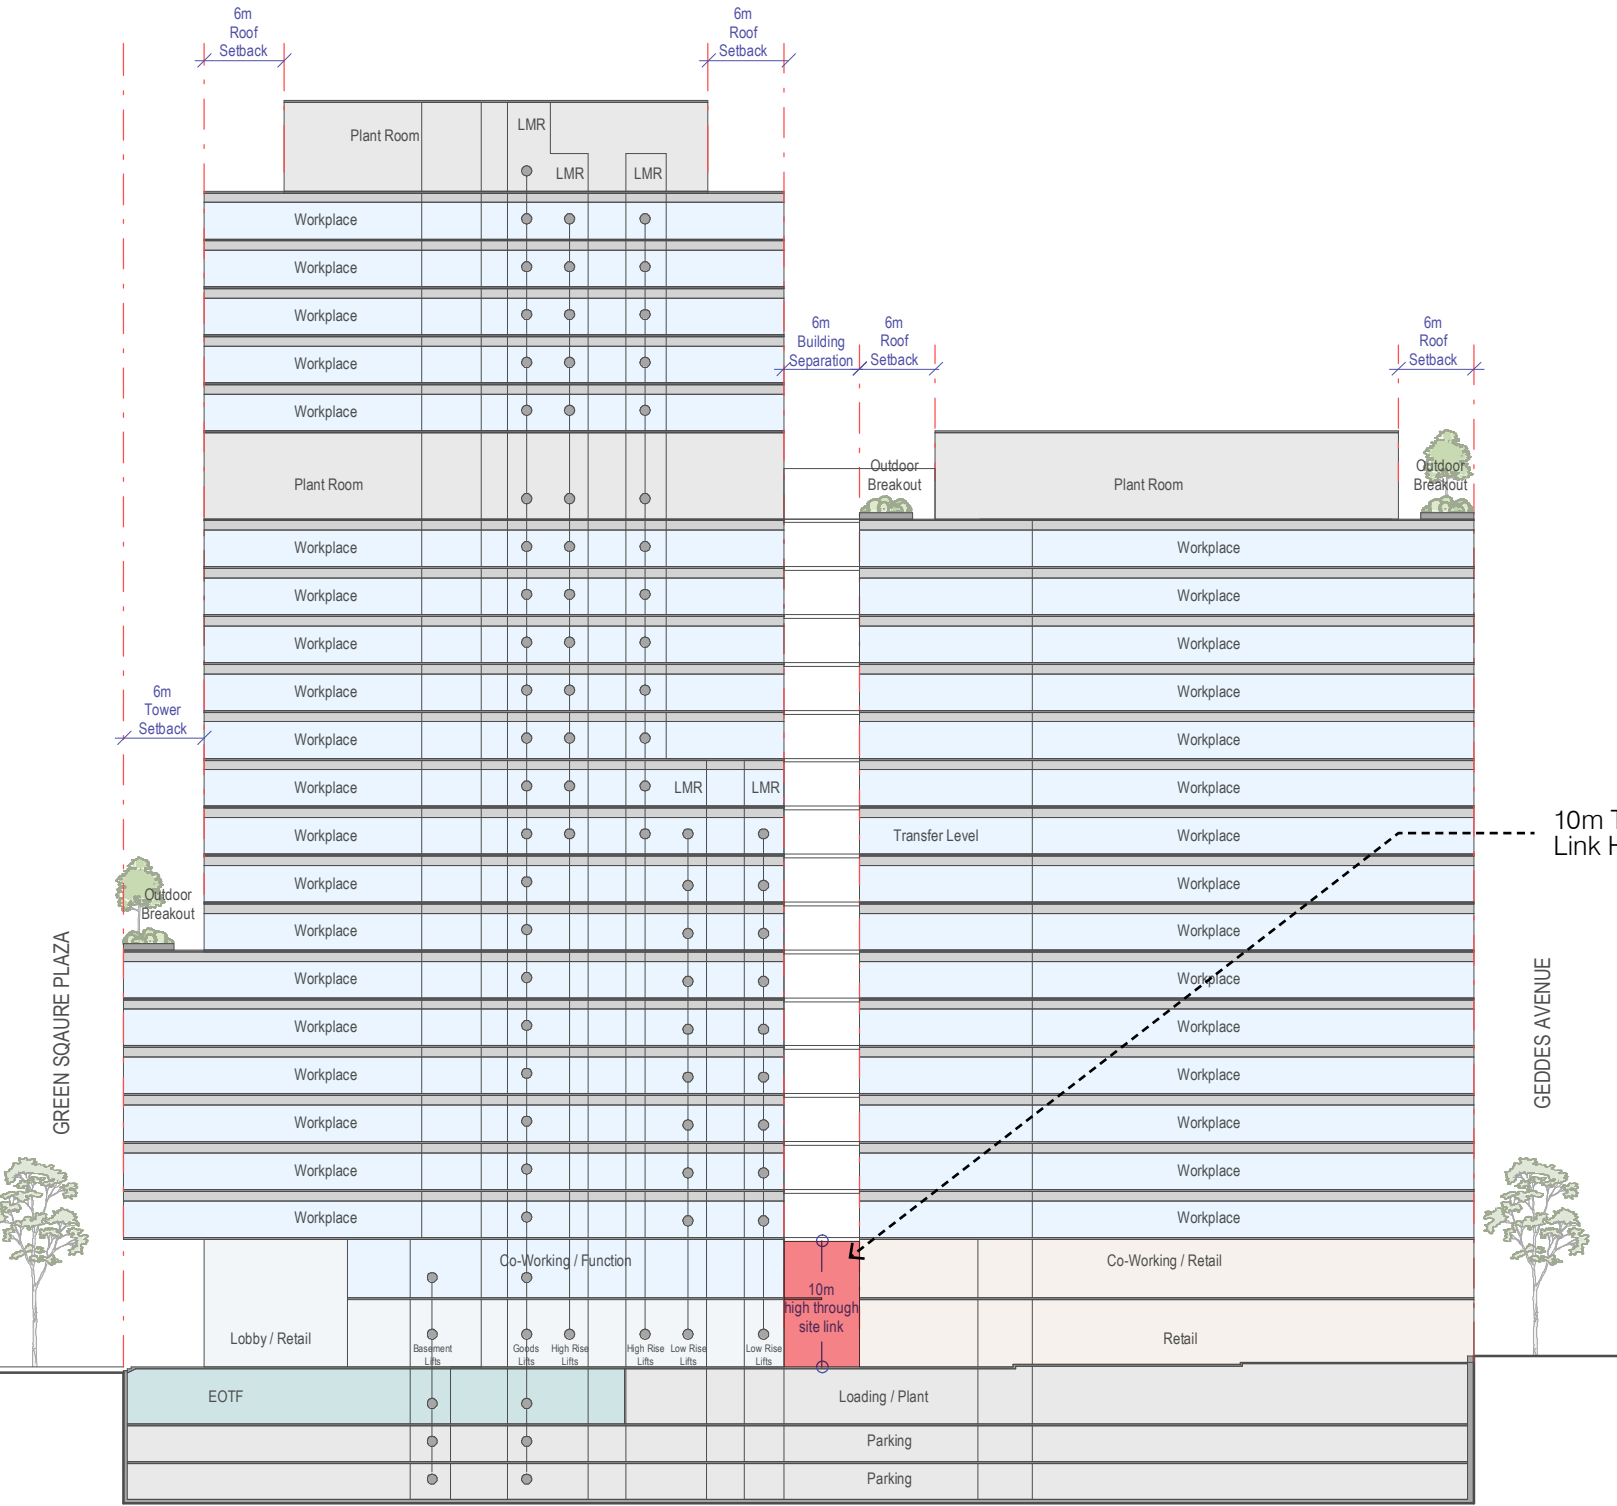 6m
Roof
Setback
6m
Roof
Setback
LMR
Plant Room
LMR
LMR
Workplace
Workplace
Workplace
6m
Building
Separation
6m
Roof
Setback
6m
Roof
Setback
Workplace
Workplace
Outdoor
Breakout
Outdoor
Breakout
Plant Room
Plant Room
Workplace
Workplace
Workplace
Workplace
Workplace
Workplace
Workplace
Workplace
6m
Tower
Setback
Workplace
Workplace
Workplace
LMR
LMR
Workplace
Workplace
Transfer Level
Workplace
10m T
Link H
Workplace
Workplace
Outdoor
Breakout
Workplace
Workplace
GREEN SQAURE PLAZA
GEDDES AVENUE
Workplace
Workplace
Workplace
Workplace
Workplace
Workplace
Workplace
Workplace
Workplace
Workplace
Workplace
Workplace
Co-Working / Function
Co-Working / Retail
10m
high through
site link
Lobby / Retail
Retail
Basement
Lifts
Goods
Lifts
High Rise
Lifts
High Rise
Lifts
Low Rise
Lifts
Low Rise
Lifts
EOTF
Loading / Plant
Parking
Parking